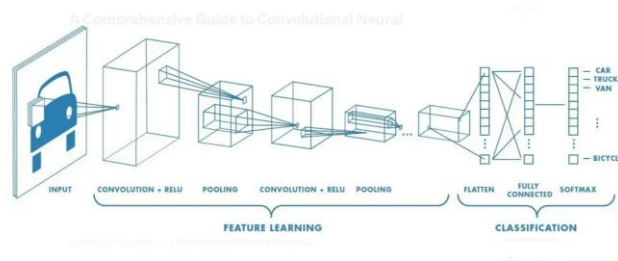 A Comprehensive Guide to Convolutional Neural
CAR
TRUCK
VAN
BICYCL
INPUT
CONVOLUTION + RELU
POOLING
CONVOLUTION + RELU
POOLING
FLATTEN
FULLY
CONNECTED
SOFTMAX
FEATURE LEARNING
CLASSIFICATION